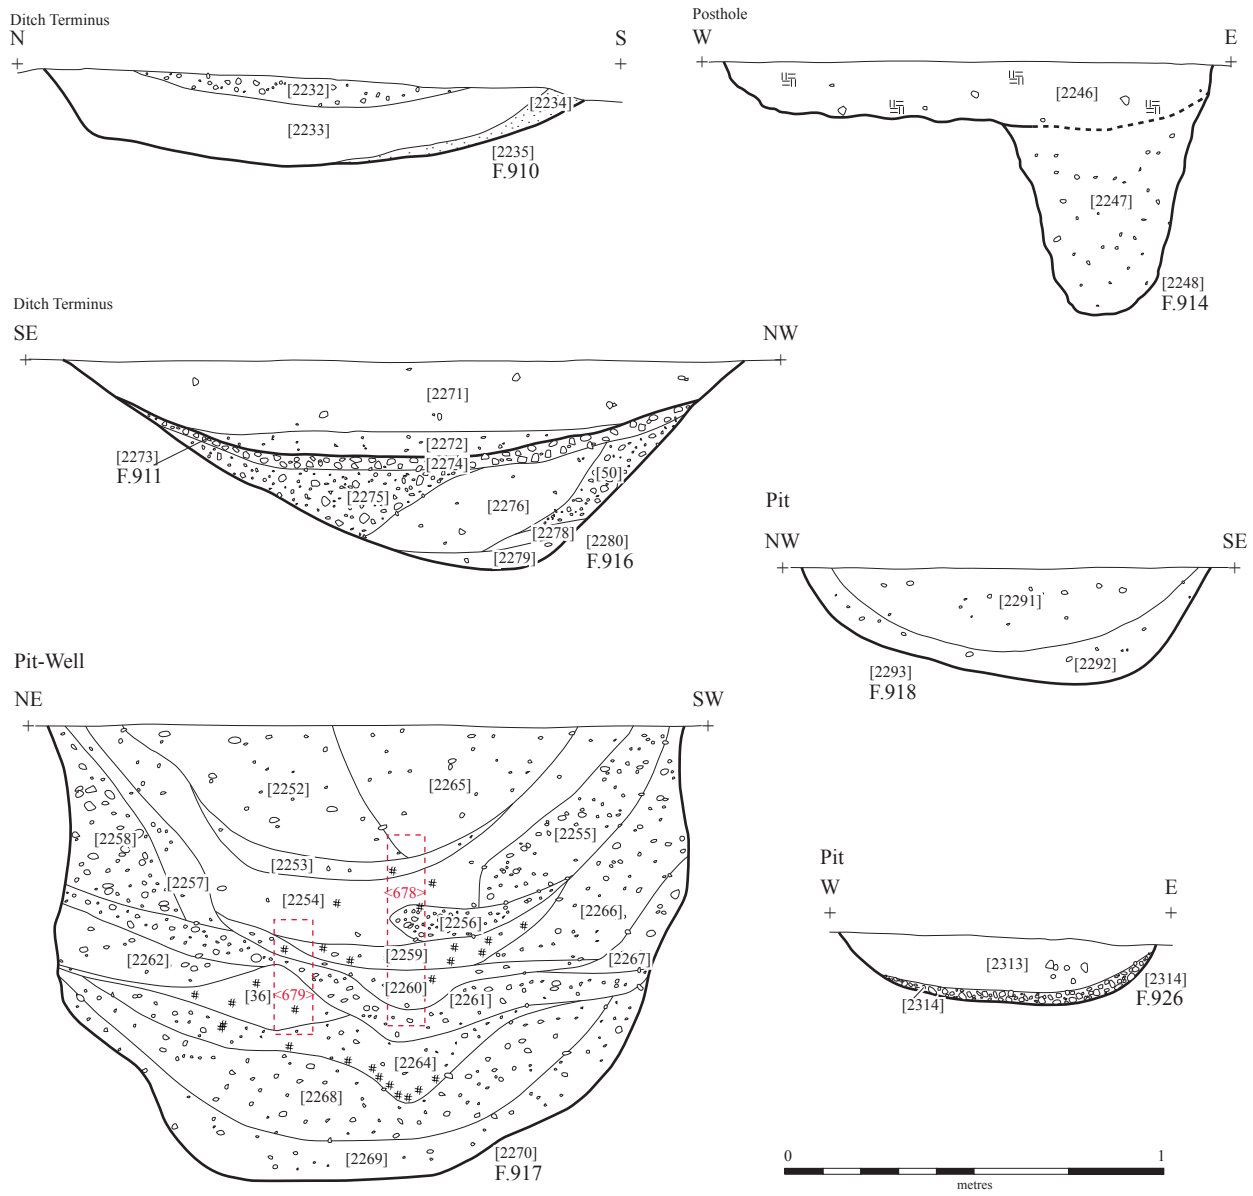 Ditch Terminus
N
S
[2232]
[2233]
[2234]
[2235]
F.910
Posthole
W
E
[2246]
[2247]
[2248]
F.914
Ditch Terminus
SE
NW
[2271]
[2272]
[2273]
F.911
[2274]
[2275]
[50]
[2276]
[2278]
[2279]
[2280]
F.916
Pit
NW
SE
[2291]
[2292]
[2293]
F.918
Pit-Well
NE
SW
[2252]
[2265]
[2258]
[2255]
[2253]
[2257]
[2254]
<678>
[2256]
[2266]
[2259]
[2262]
[2267]
[2260]
[36]
<679>
[2261]
[2264]
[2268]
[2269]
[2270]
F.917
Pit
W
E
[2313]
[2314]
[2314]
F.926
0
1
metres